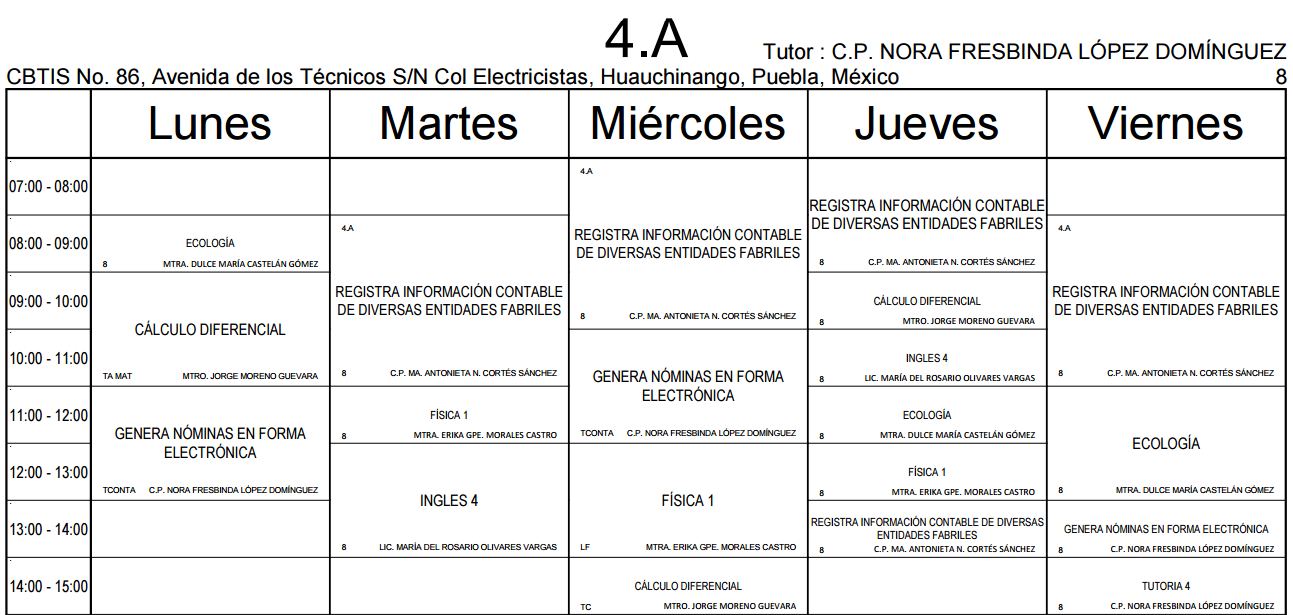 4.A
Tutor : C.P. NORA FRESBINDA LÓPEZ DOMÍNGUEZ
CBTIS No. 86, Avenida de los Técnicos S/N Col Electricistas, Huauchinango, Puebla, México 8
Lunes Martes Miércoles Jueves Viernes
07:00 - 08:00
08:00 - 09:00
09:00 - 10:00
10:00 - 11:00
11:00 - 12:00
12:00 - 13:00
13:00 - 14:00
14:00 - 15:00
ECOLOGÍA
8 MTRA. DULCE MARÍA CASTELÁN GÓMEZ
CÁLCULO DIFERENCIAL
TA MAT MTRO. JORGE MORENO GUEVARA
GENERA NÓMINAS EN FORMA
ELECTRÓNICA
TCONTA C.P. NORA FRESBINDA LÓPEZ DOMÍNGUEZ
4.A
REGISTRA INFORMACIÓN CONTABLE
DE DIVERSAS ENTIDADES FABRILES
8 C.P. MA. ANTONIETA N. CORTÉS SÁNCHEZ
FÍSICA 1
8 MTRA. ERIKA GPE. MORALES CASTRO
INGLES 4
8 LIC. MARÍA DEL ROSARIO OLIVARES VARGAS
4.A
REGISTRA INFORMACIÓN CONTABLE
DE DIVERSAS ENTIDADES FABRILES
8 C.P. MA. ANTONIETA N. CORTÉS SÁNCHEZ
GENERA NÓMINAS EN FORMA
ELECTRÓNICA
TCONTA C.P. NORA FRESBINDA LÓPEZ DOMÍNGUEZ
FÍSICA 1
LF MTRA. ERIKA GPE. MORALES CASTRO
CÁLCULO DIFERENCIAL
TC MTRO. JORGE MORENO GUEVARA
REGISTRA INFORMACIÓN CONTABLE
DE DIVERSAS ENTIDADES FABRILES
8 C.P. MA. ANTONIETA N. CORTÉS SÁNCHEZ
CÁLCULO DIFERENCIAL
8 MTRO. JORGE MORENO GUEVARA
INGLES 4
8 LIC. MARÍA DEL ROSARIO OLIVARES VARGAS
ECOLOGÍA
8 MTRA. DULCE MARÍA CASTELÁN GÓMEZ
FÍSICA 1
8 MTRA. ERIKA GPE. MORALES CASTRO
REGISTRA INFORMACIÓN CONTABLE DE DIVERSAS
ENTIDADES FABRILES
8 C.P. MA. ANTONIETA N. CORTÉS SÁNCHEZ
4.A
REGISTRA INFORMACIÓN CONTABLE
DE DIVERSAS ENTIDADES FABRILES
8 C.P. MA. ANTONIETA N. CORTÉS SÁNCHEZ
ECOLOGÍA
8 MTRA. DULCE MARÍA CASTELÁN GÓMEZ
GENERA NÓMINAS EN FORMA ELECTRÓNICA
8 C.P. NORA FRESBINDA LÓPEZ DOMÍNGUEZ
TUTORIA 4
8 C.P. NORA FRESBINDA LÓPEZ DOMÍNGUEZ